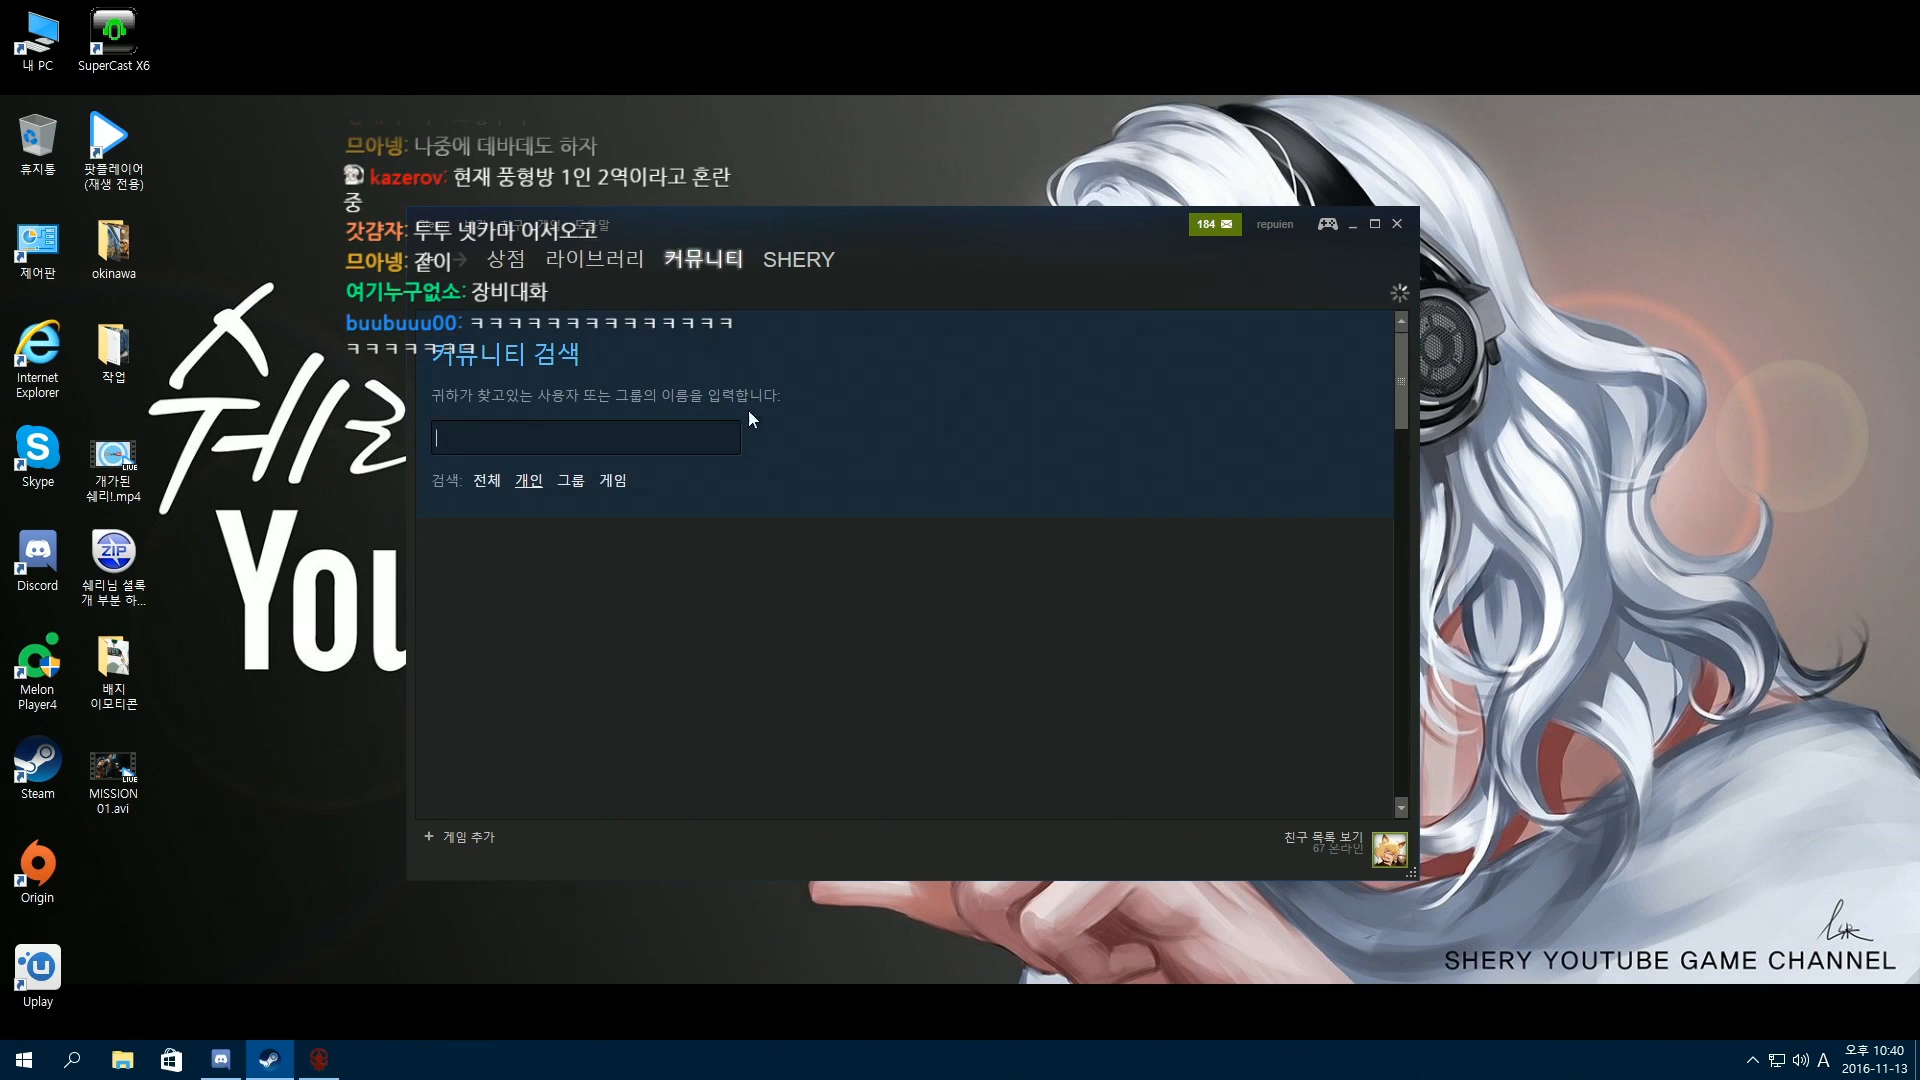 내 PC
SuperCast X6
휴지통
팟플레이어
(재생 전용)
제어판
okinawa
Internet
Explorer
작업
Skype
LIVE
개가된
쉐리!.mp4
Discord
ZIP
쉐리님 셜록
개 부분 하...
Melon
Player4
배지
이모티콘
Steam
LIVE
MISSION
01.avi
Origin
Uplay
쉐리
You
므아넹: 나중에 데바데도 하자
kazerov: 현재 풍형방 1인 2역이라고 혼란
중
갓감쟈: 투투 넷카마 어서오고
므아넹: 같이
여기누구없소: 장비대화
buubuuu00: ㅋㅋㅋㅋㅋㅋㅋㅋㅋㅋㅋㅋㅋㅋ
ㅋㅋㅋㅋㅋㅋㅋ
184
repuien
상점 라이브러리 커뮤니티 SHERY
커뮤니티 검색
귀하가 찾고있는 사용자 또는 그룹의 이름을 입력합니다:
검색: 전체 개인 그룹 게임
+ 게임 추가
친구 목록 보기
67 온라인
SHERY YOUTUBE GAME CHANNEL
A
오후 10:40
2016-11-13